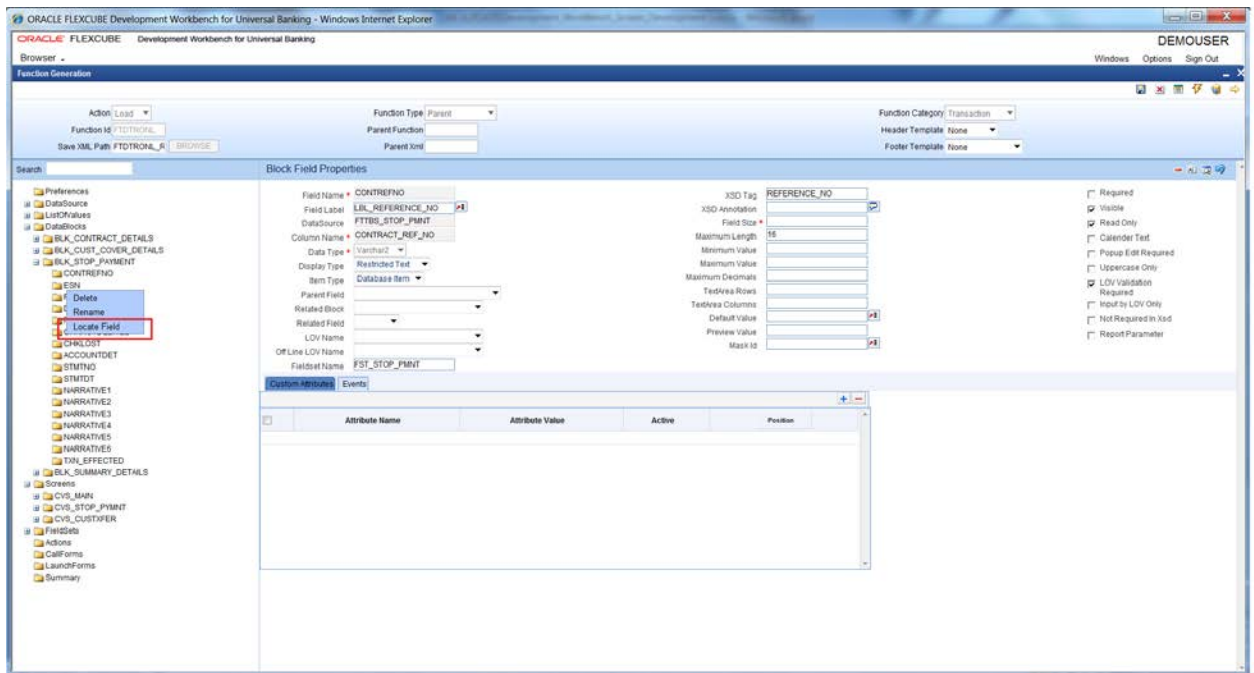 ORACLE FLEXCUBE Development Workbench for Universal Banking - Windows Internet Explorer
ORACLE FLEXCUBE Development Workbench for Universal Banking
DEMOUSER
Browser
Windows Options Sign Out
Function Generation
Action Load
Function Type Parent
Function Category Transaction
Function Id FTDTRONL
Parent Function
Header Template None
Save XML Path FTDTRONL_R BROWSE
Parent Xml
Footer Template None
Search
Block Field Properties
Preferences
DataSource
ListOfValues
DataBlocks
BLK_CONTRACT_DETAILS
BLK_CUST_COVER_DETAILS
BLK_STOP_PAYMENT
CONTREFNO
ESN
Delete
Rename
Locate Field
CHKLOST
ACCOUNTDET
STMTNO
STMTDT
NARRATIVE1
NARRATIVE2
NARRATIVE3
NARRATIVE4
NARRATIVE5
NARRATIVE6
TXN_EFFECTED
BLK_SUMMARY_DETAILS
Screens
CVS_MAIN
CVS_STOP_PYMNT
CVS_CUSTXFER
FieldSets
Actions
CallForms
LaunchForms
Summary
Field Name * CONTREFNO
Field Label LBL_REFERENCE_NO
DataSource FTTBS_STOP_PMNT
Column Name * CONTRACT_REF_NO
Data Type * Varchar2
Display Type Restricted Text
Item Type Database Item
Parent Field
Related Block
Related Field
LOV Name
Off Line LOV Name
Fieldset Name FST_STOP_PMNT
XSD Tag REFERENCE_NO
XSD Annotation
Field Size *
Maximum Length 16
Minimum Value
Maximum Value
Maximum Decimals
TextArea Rows
TextArea Columns
Default Value
Preview Value
Mask Id
Required
Visible
Read Only
Calender Text
Popup Edit Required
Uppercase Only
LOV Validation
Required
Input by LOV Only
Not Required In Xsd
Report Parameter
Custom Attributes Events
Attribute Name Attribute Value Active Position